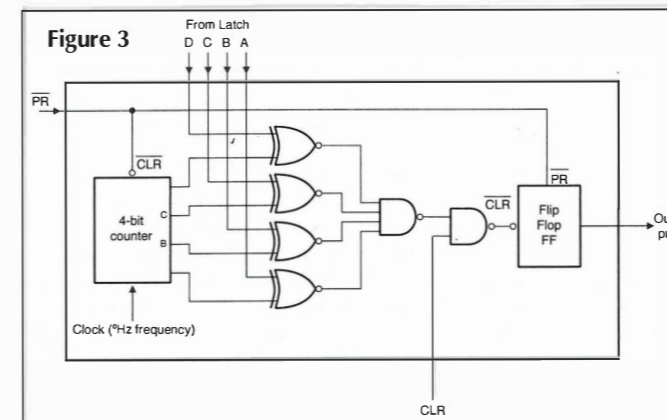 Figure 3
From Latch
D C B A
PR
CLR
4-bit
counter
C
B
Clock (°Hz frequency)
CLR
PR
Flip
Flop
FF
CLR